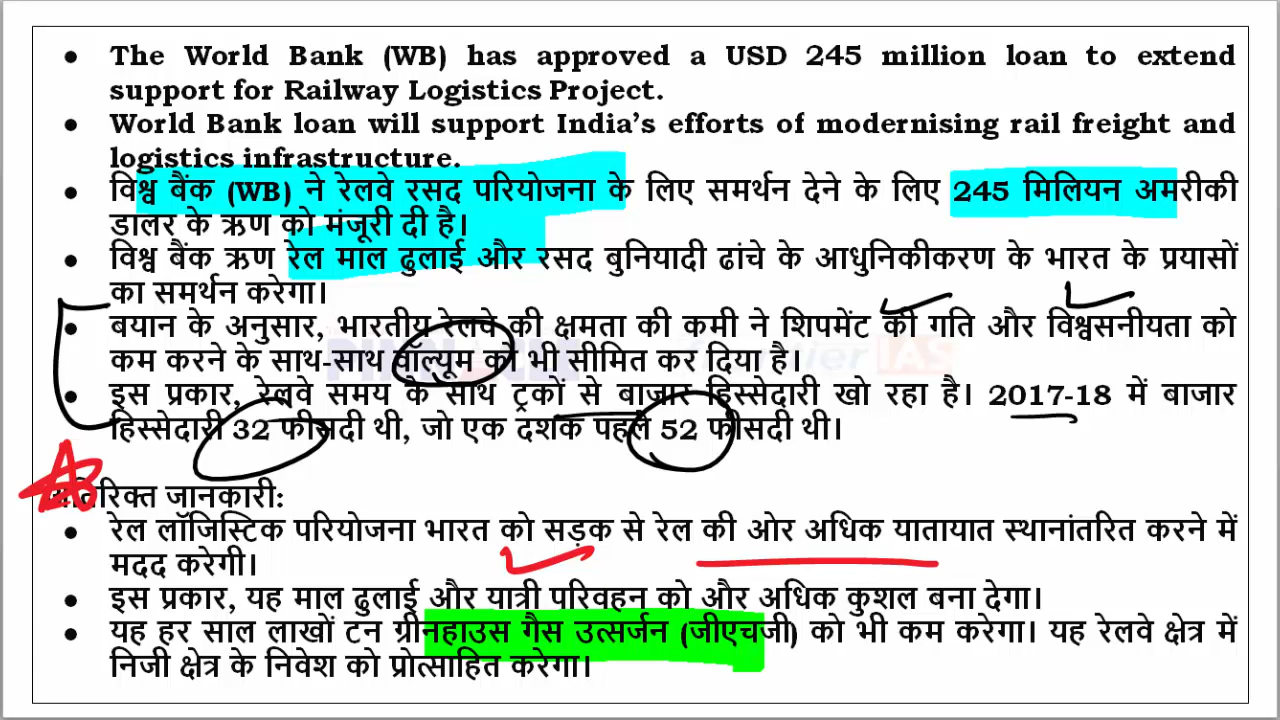 • The World Bank (WB) has approved a USD 245 million loan to extend
support for Railway Logistics Project.
• World Bank loan will support India's efforts of modernising rail freight and
logistics infrastructure.
• विश्व बैंक (WB) ने रेलवे रसद परियोजना के लिए समर्थन देने के लिए 245 मिलियन अमरीकी
डालर के ऋण को मंजूरी दी है।
• विश्व बैंक ऋण रेल माल ढुलाई और रसद बुनियादी ढांचे के आधुनिकीकरण के भारत के प्रयासों
का समर्थन करेगा।
• बयान के अनुसार, भारतीय रेलवे की क्षमता की कमी ने शिपमेंट की गति और विश्वसनीयता को
कम करने के साथ-साथ वाल्यूम को भी सीमित कर दिया है।
• इस प्रकार, रेलवे समय के साथ ट्रकों से बाजार हिस्सेदारी खो रहा है। 2017-18 में बाजार
हिस्सेदारी 32 फीसदी थी, जो एक दशक पहले 52 फीसदी थी।
अतिरिक्त जानकारी:
• रेल लॉजिस्टिक परियोजना भारत को सड़क से रेल की ओर अधिक यातायात स्थानांतरित करने में
मदद करेगी।
• इस प्रकार, यह माल ढुलाई और यात्री परिवहन को और अधिक कुशल बना देगा।
• यह हर साल लाखों टन ग्रीनहाउस गैस उत्सर्जन (जीएचजी) को भी कम करेगा। यह रेलवे क्षेत्र में
निजी क्षेत्र के निवेश को प्रोत्साहित करेगा।